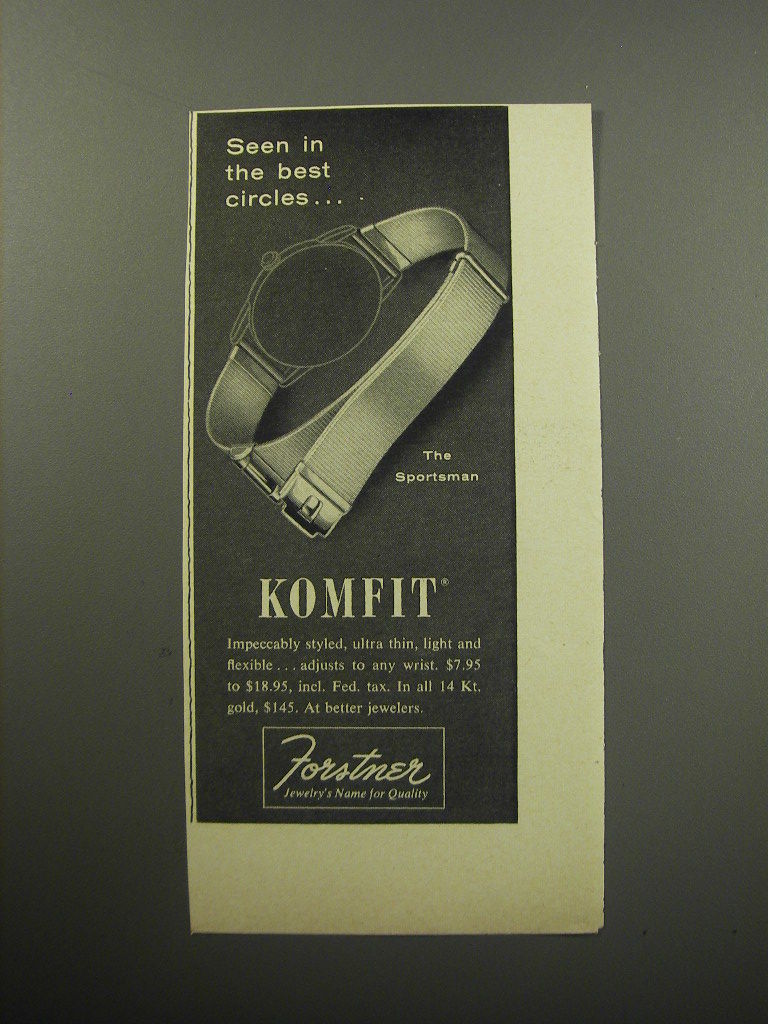 Seen in
the best
circles...
The
Sportsman
KOMFIT®
Impeccably styled, ultra thin, light and
flexible... adjusts to any wrist. $7.95
to $18.95, incl. Fed. tax. In all 14 Kt.
gold, $145. At better jewelers.
Forstner
Jewelry's Name for Quality